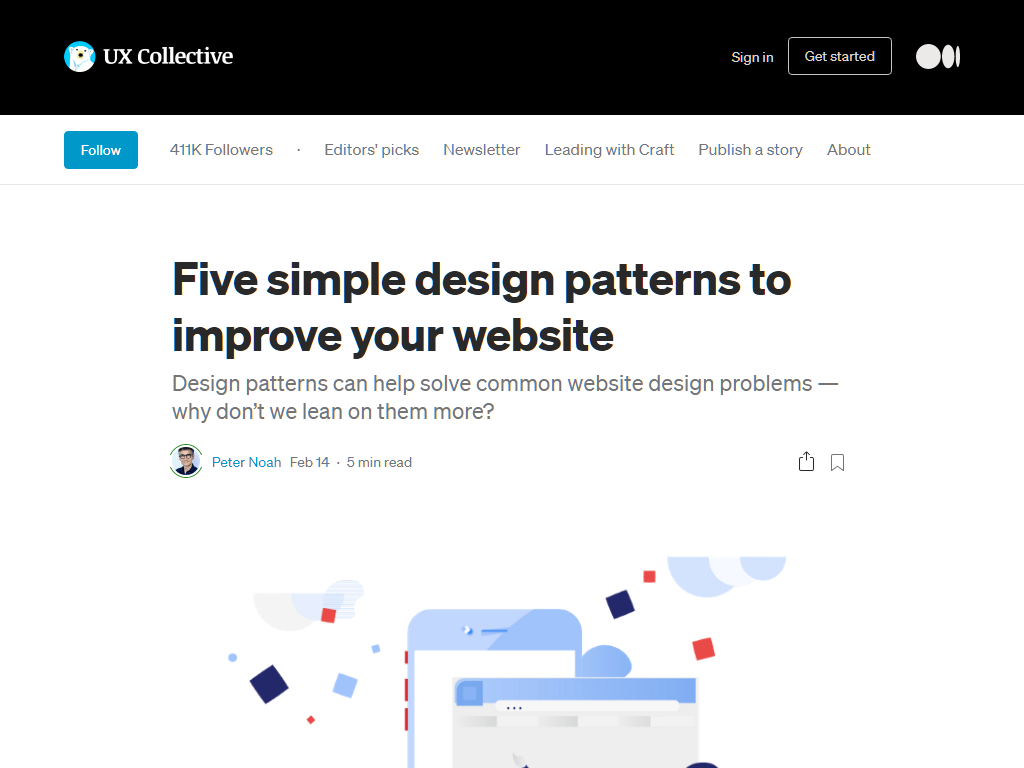 UX Collective
Sign in
Get started
Follow
411K Followers
·
Editors' picks
Newsletter
Leading with Craft
Publish a story
About
Five simple design patterns to
improve your website
Design patterns can help solve common website design problems —
why don’t we lean on them more?
Peter Noah Feb 14 · 5 min read